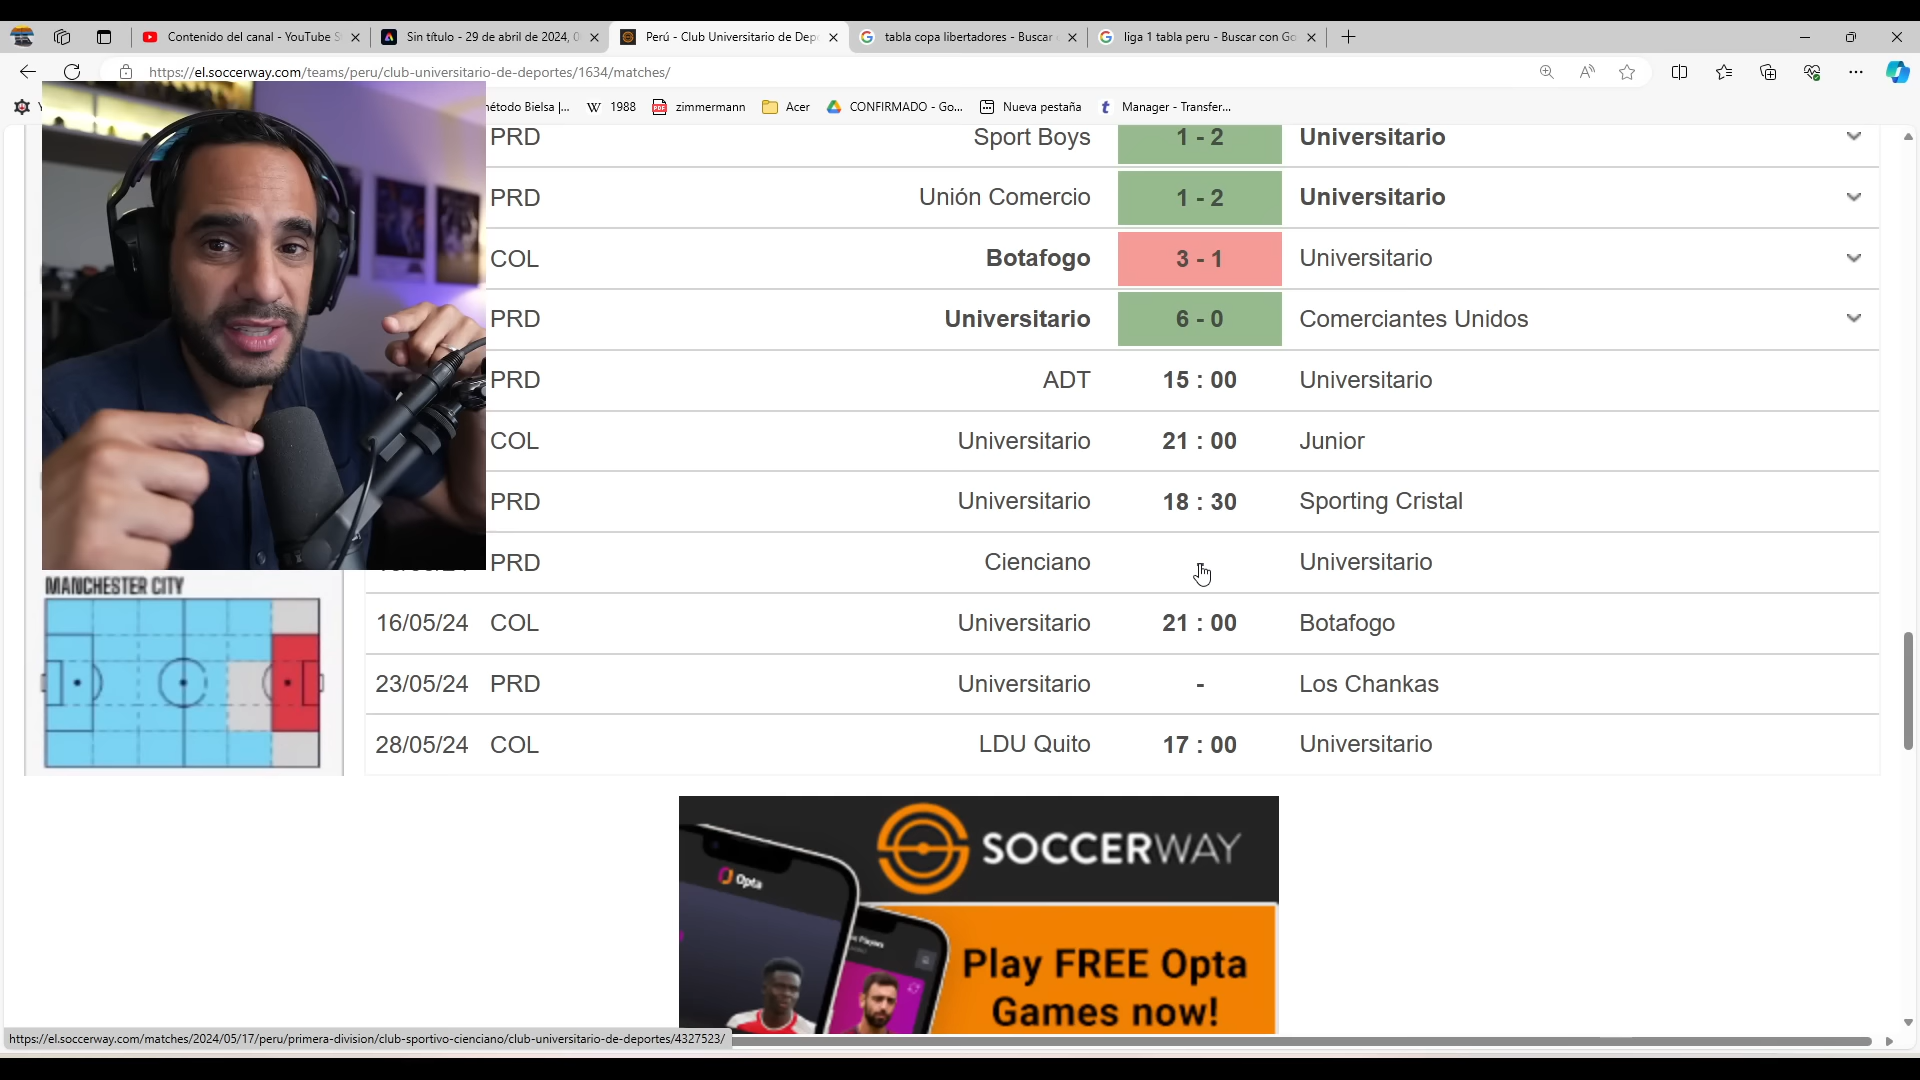 Contenido del canal - YouTube S
Sin título - 29 de abril de 2024, 0
Perú - Club Universitario de Dep
tabla copa libertadores - Buscar
liga 1 tabla peru - Buscar con Go
https://el.soccerway.com/teams/peru/club-universitario-de-deportes/1634/matches/
método Bielsa |...
W 1988
zimmermann
Acer
CONFIRMADO - Go...
Nueva pestaña
t Manager - Transfer...
PRD Sport Boys 1 - 2 Universitario
PRD Unión Comercio 1 - 2 Universitario
COL Botafogo 3 - 1 Universitario
PRD Universitario 6 - 0 Comerciantes Unidos
PRD ADT 15 : 00 Universitario
COL Universitario 21 : 00 Junior
PRD Universitario 18 : 30 Sporting Cristal
PRD Cienciano Universitario
MANCHESTER CITY
16/05/24 COL Universitario 21 : 00 Botafogo
23/05/24 PRD Universitario - Los Chankas
28/05/24 COL LDU Quito 17 : 00 Universitario
SOCCERWAY
Opta
Play FREE Opta
Games now!
https://el.soccerway.com/matches/2024/05/17/peru/primera-division/club-sportivo-cienciano/club-universitario-de-deportes/4327523/